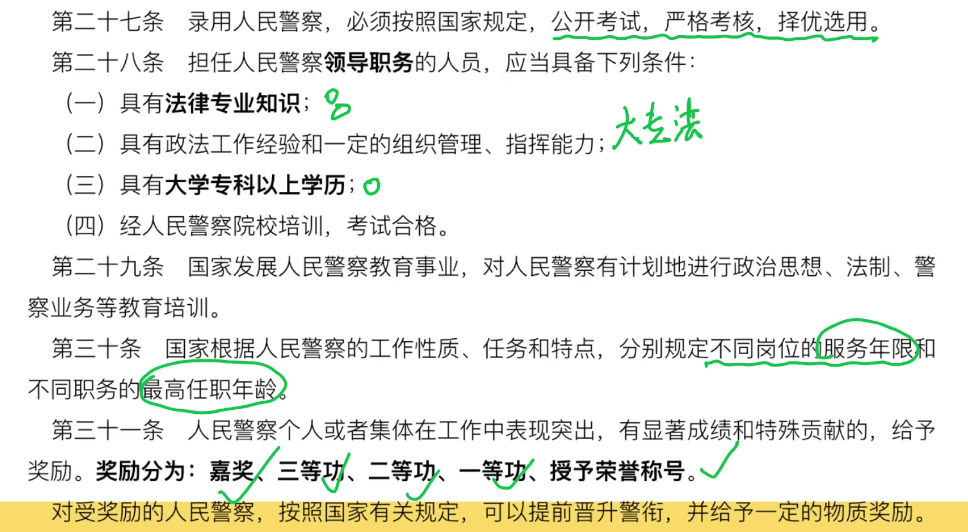 第二十七条　录用人民警察，必须按照国家规定，公开考试，严格考核，择优选用。
第二十八条　担任人民警察领导职务的人员，应当具备下列条件：
（一）具有法律专业知识；
（二）具有政法工作经验和一定的组织管理、指挥能力；大专法
（三）具有大学专科以上学历；
（四）经人民警察院校培训，考试合格。
第二十九条　国家发展人民警察教育事业，对人民警察有计划地进行政治思想、法制、警
察业务等教育培训。
第三十条　国家根据人民警察的工作性质、任务和特点，分别规定不同岗位的服务年限和
不同职务的最高任职年龄。
第三十一条　人民警察个人或者集体在工作中表现突出，有显著成绩和特殊贡献的，给予
奖励。奖励分为：嘉奖、三等功、二等功、一等功、授予荣誉称号。
对受奖励的人民警察，按照国家有关规定，可以提前晋升警衔，并给予一定的物质奖励。